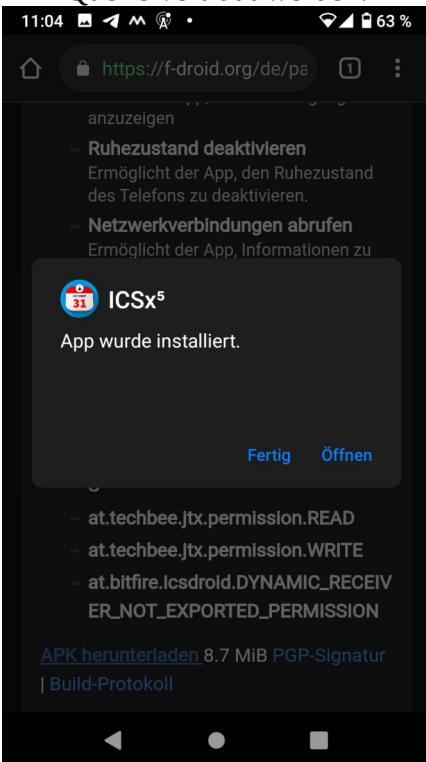 11:04
63 %
https://f-droid.org/de/pa
1
anzuzeigen
- Ruhezustand deaktivieren
Ermöglicht der App, den Ruhezustand
des Telefons zu deaktivieren.
- Netzwerkverbindungen abrufen
Ermöglicht der App, Informationen zu
31
ICSx⁵
App wurde installiert.
Fertig
Öffnen
- at.techbee.jtx.permission.READ
- at.techbee.jtx.permission.WRITE
- at.bitfire.icsdroid.DYNAMIC_RECEIV
ER_NOT_EXPORTED_PERMISSION
APK herunterladen 8.7 MiB PGP-Signatur
| Build-Protokoll